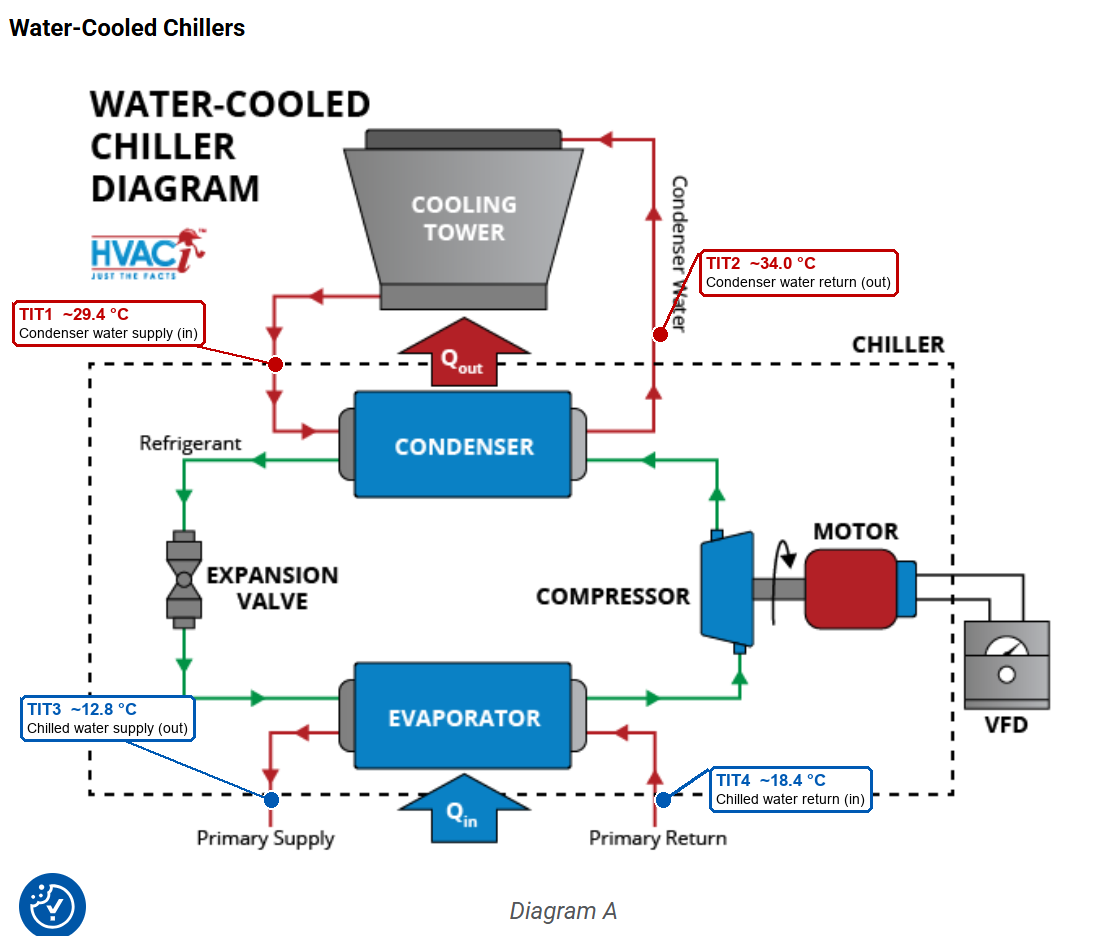 Water-Cooled Chillers
WATER-COOLED
CHILLER
DIAGRAM
HVACi™
JUST THE FACTS
COOLING
TOWER
Condenser Water
TIT2 ~34.0 °C
Condenser water return (out)
TIT1 ~29.4 °C
Condenser water supply (in)
Qout
CHILLER
Refrigerant
CONDENSER
MOTOR
EXPANSION
VALVE
COMPRESSOR
TIT3 ~12.8 °C
Chilled water supply (out)
EVAPORATOR
VFD
TIT4 ~18.4 °C
Chilled water return (in)
Qin
Primary Supply
Primary Return
Diagram A